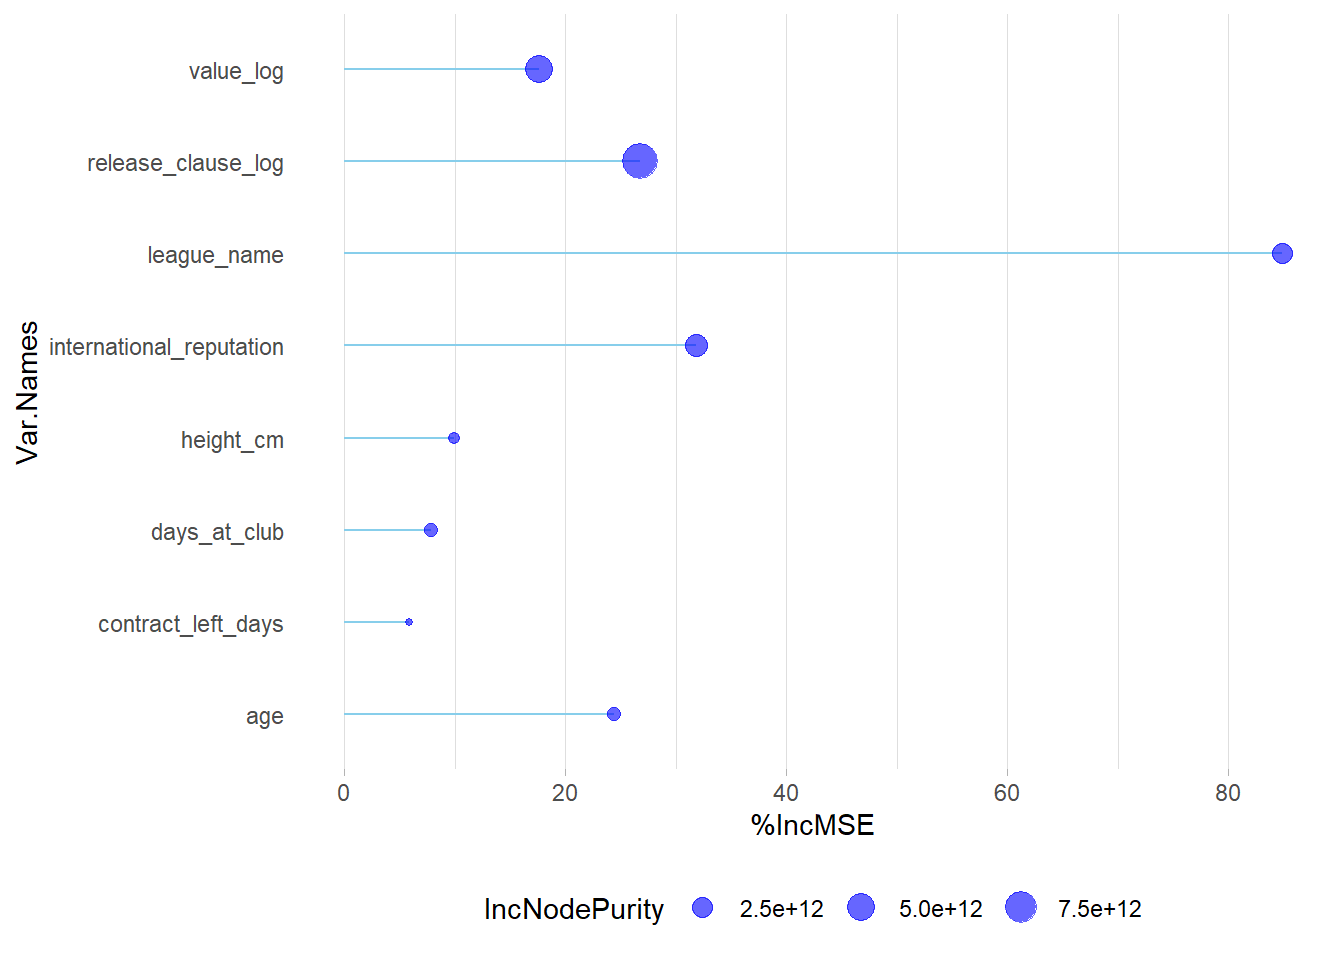 value_log
release_clause_log
league_name
international_reputation
height_cm
days_at_club
contract_left_days
age
Var.Names
0 20 40 60 80
%IncMSE
IncNodePurity 2.5e+12 5.0e+12 7.5e+12